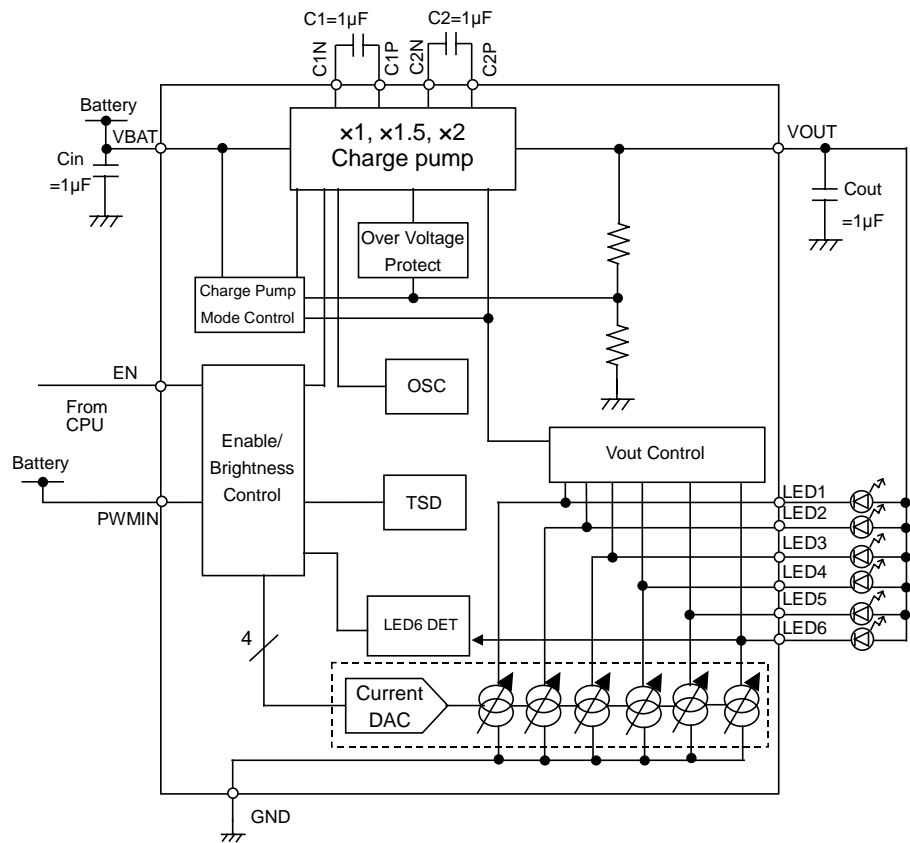 C1=1µF
C2=1µF
C1N
C1P
C2N
C2P
Battery
VBAT
Cin
=1µF
×1, ×1.5, ×2
Charge pump
VOUT
Cout
=1µF
Over Voltage
Protect
Charge Pump
Mode Control
EN
From
CPU
OSC
Enable/
Brightness
Control
Battery
PWMIN
TSD
Vout Control
LED1
LED2
LED3
LED4
LED5
LED6
LED6 DET
4
Current
DAC
GND